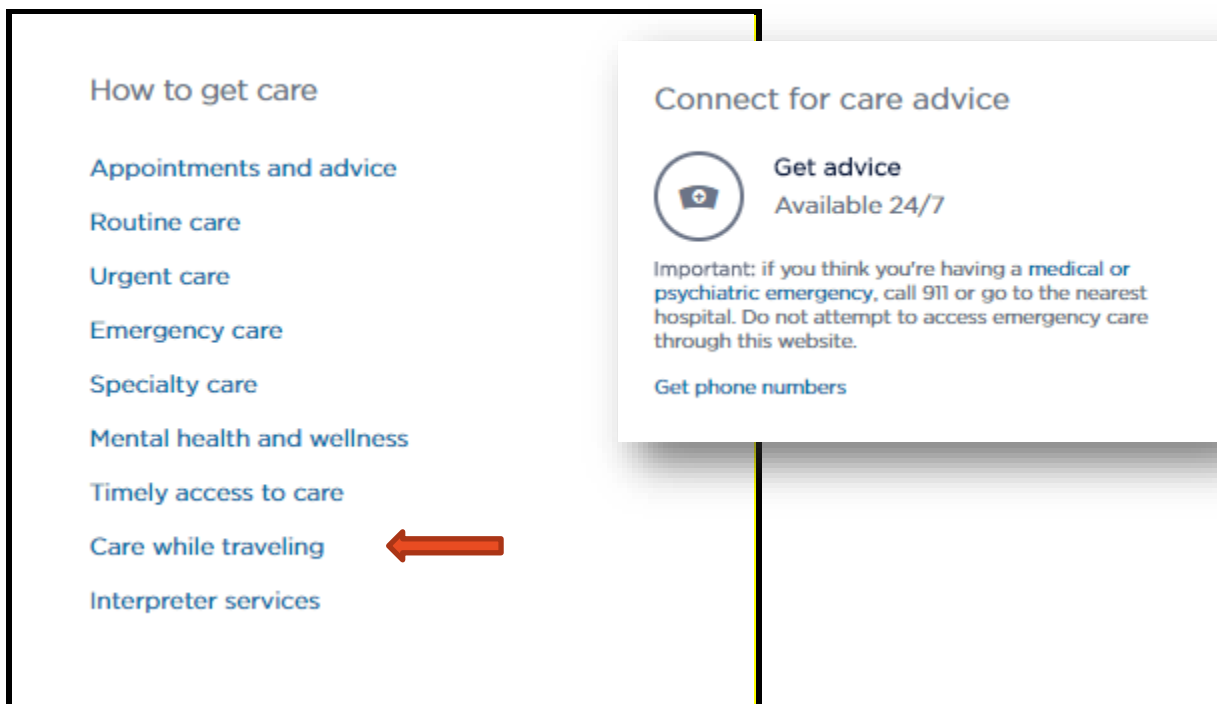 How to get care
Appointments and advice
Routine care
Urgent care
Emergency care
Specialty care
Mental health and wellness
Timely access to care
Care while traveling
Interpreter services
Connect for care advice
Get advice
Available 24/7
Important: if you think you're having a medical or
psychiatric emergency, call 911 or go to the nearest
hospital. Do not attempt to access emergency care
through this website.
Get phone numbers